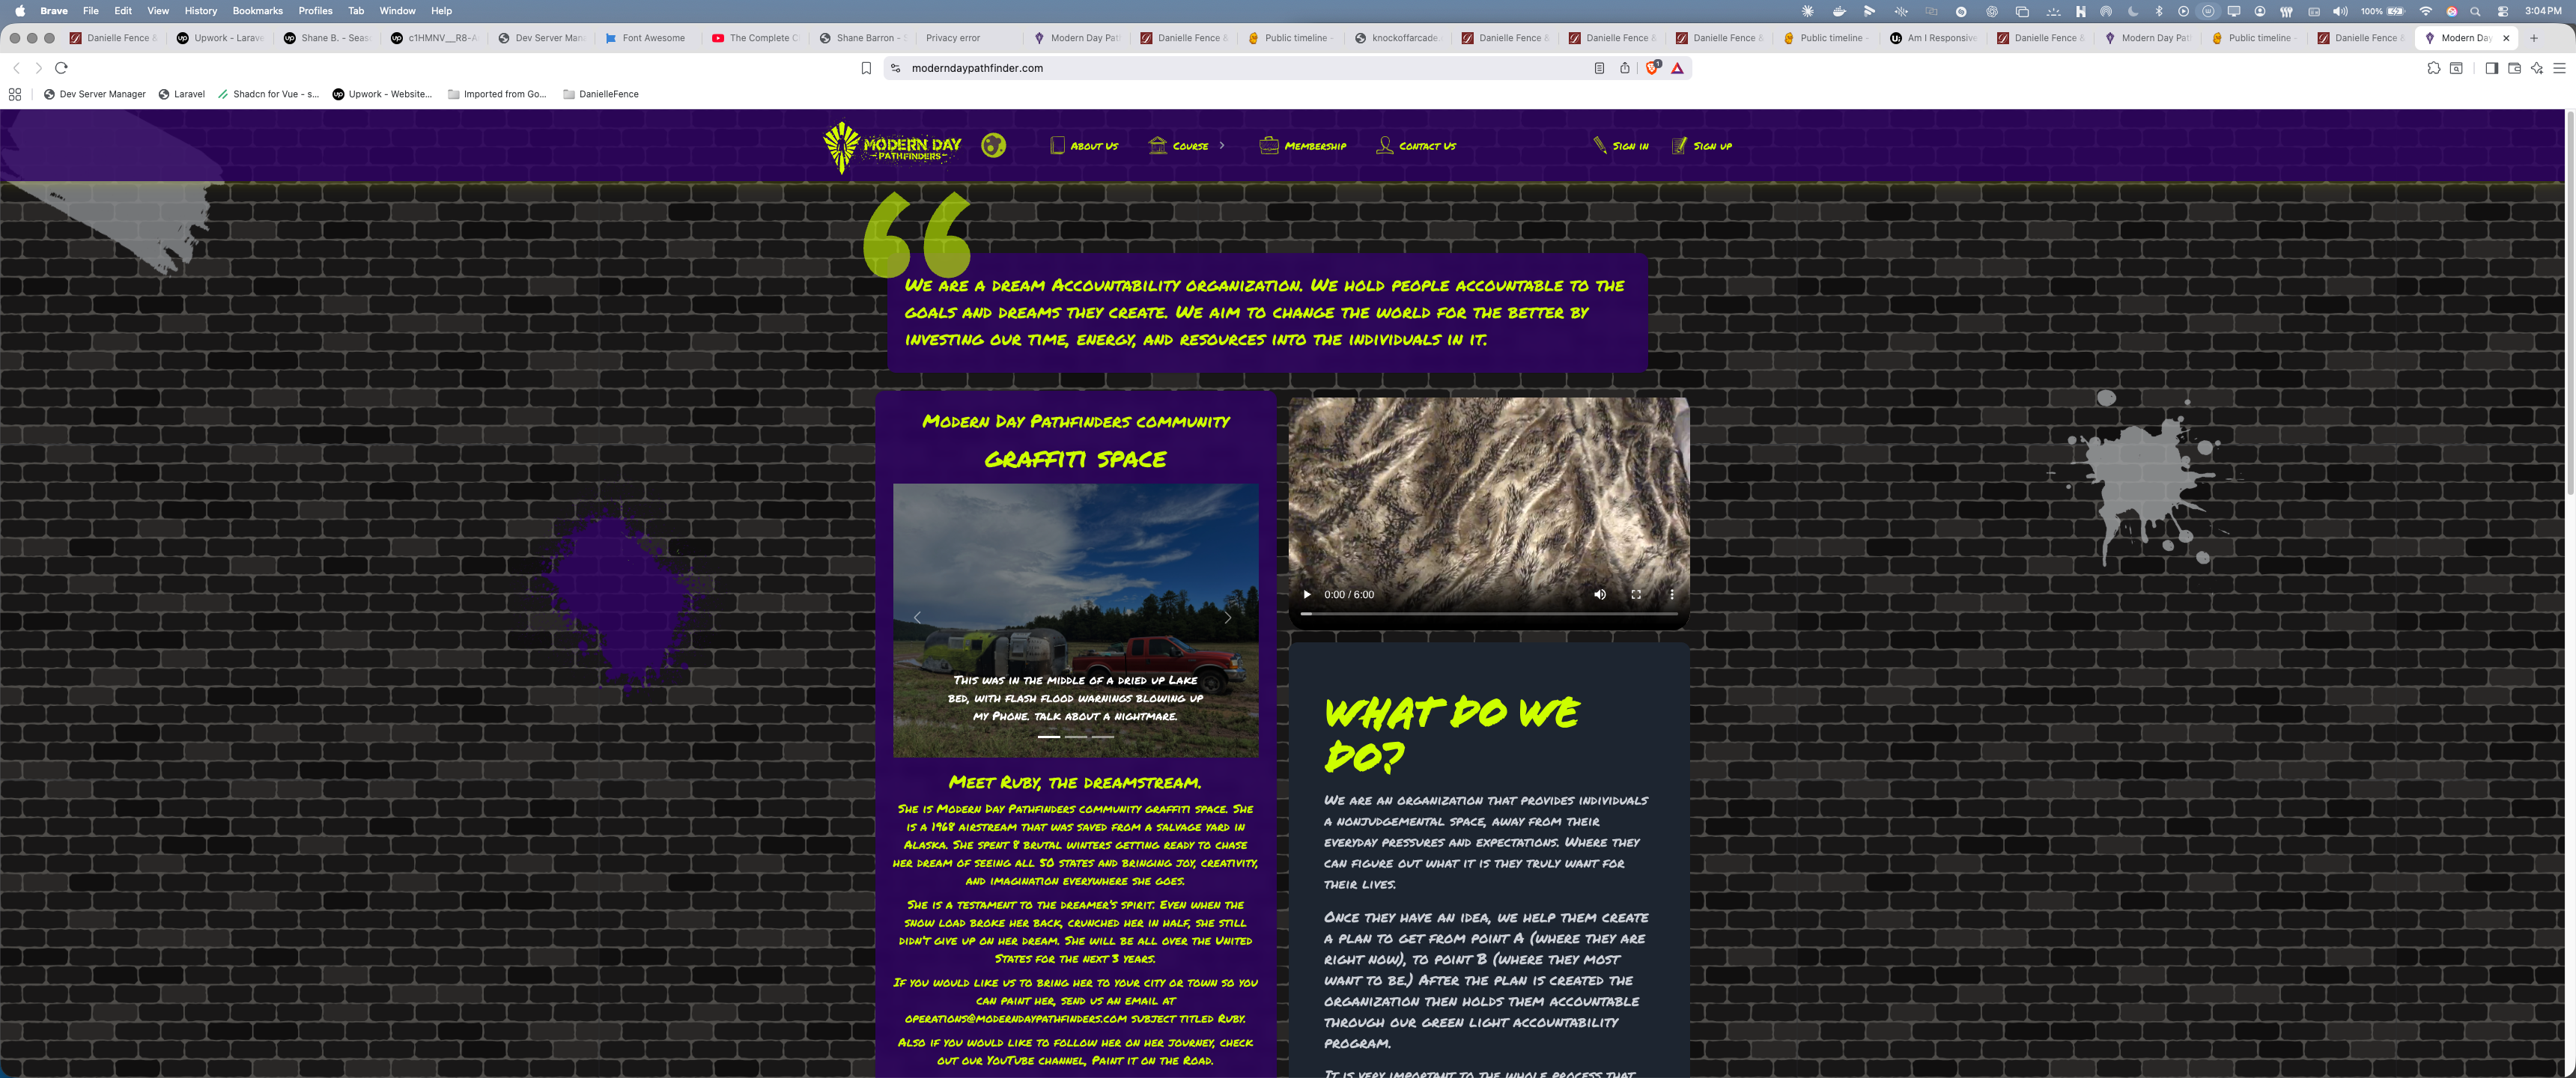 Brave File Edit View History Bookmarks Profiles Tab Window Help 100% 3:04 PM
Danielle Fence & Upwork - Larave Shane B. - Seas c1HMNV__R8-A Dev Server Man Font Awesome The Complete C Shane Barron - Privacy error Modern Day Pat Danielle Fence & Public timeline - knockoffarcade. Danielle Fence & Danielle Fence & Danielle Fence & Public timeline - Am I Responsive Danielle Fence & Modern Day Pat Public timeline - Danielle Fence & Modern Day
moderndaypathfinder.com
Dev Server Manager Laravel Shadcn for Vue - s... Upwork - Website... Imported from Go... DanielleFence
MODERN DAY
PATHFINDERS
About Us Course Membership Contact Us Sign in Sign up
“
We are a dream Accountability organization. We hold people accountable to the
goals and dreams they create. We aim to change the world for the better by
investing our time, energy, and resources into the individuals in it.
Modern Day Pathfinders community
graffiti space
This was in the middle of a dried up Lake
bed, with flash flood warnings blowing up
my Phone. talk about a nightmare.
Meet Ruby, the dreamstream.
She is Modern Day Pathfinders community graffiti space. She
is a 1968 airstream that was saved from a salvage yard in
Alaska. She spent 8 brutal winters getting ready to chase
her dream of seeing all 50 states and bringing joy, creativity,
and imagination everywhere she goes.
She is a testament to the dreamer's spirit. Even when the
snow load broke her back, crunched her in half, she still
didn't give up on her dream. She will be all over the United
States for the next 3 years.
If you would like us to bring her to your city or town so you
can paint her, send us an email at
operations@moderndaypathfinders.com subject titled Ruby.
Also if you would like to follow her on her journey, check
out our YouTube channel, Paint it on the Road.
0:00 / 6:00
What do we
do?
We are an organization that provides individuals
a nonjudgemental space, away from their
everyday pressures and expectations. Where they
can figure out what it is they truly want for
their lives.
Once they have an idea, we help them create
a plan to get from point A (where they are
right now), to point B (where they most
want to be.) After the plan is created the
organization then holds them accountable
through our green light accountability
program.
It is very important to the whole process that